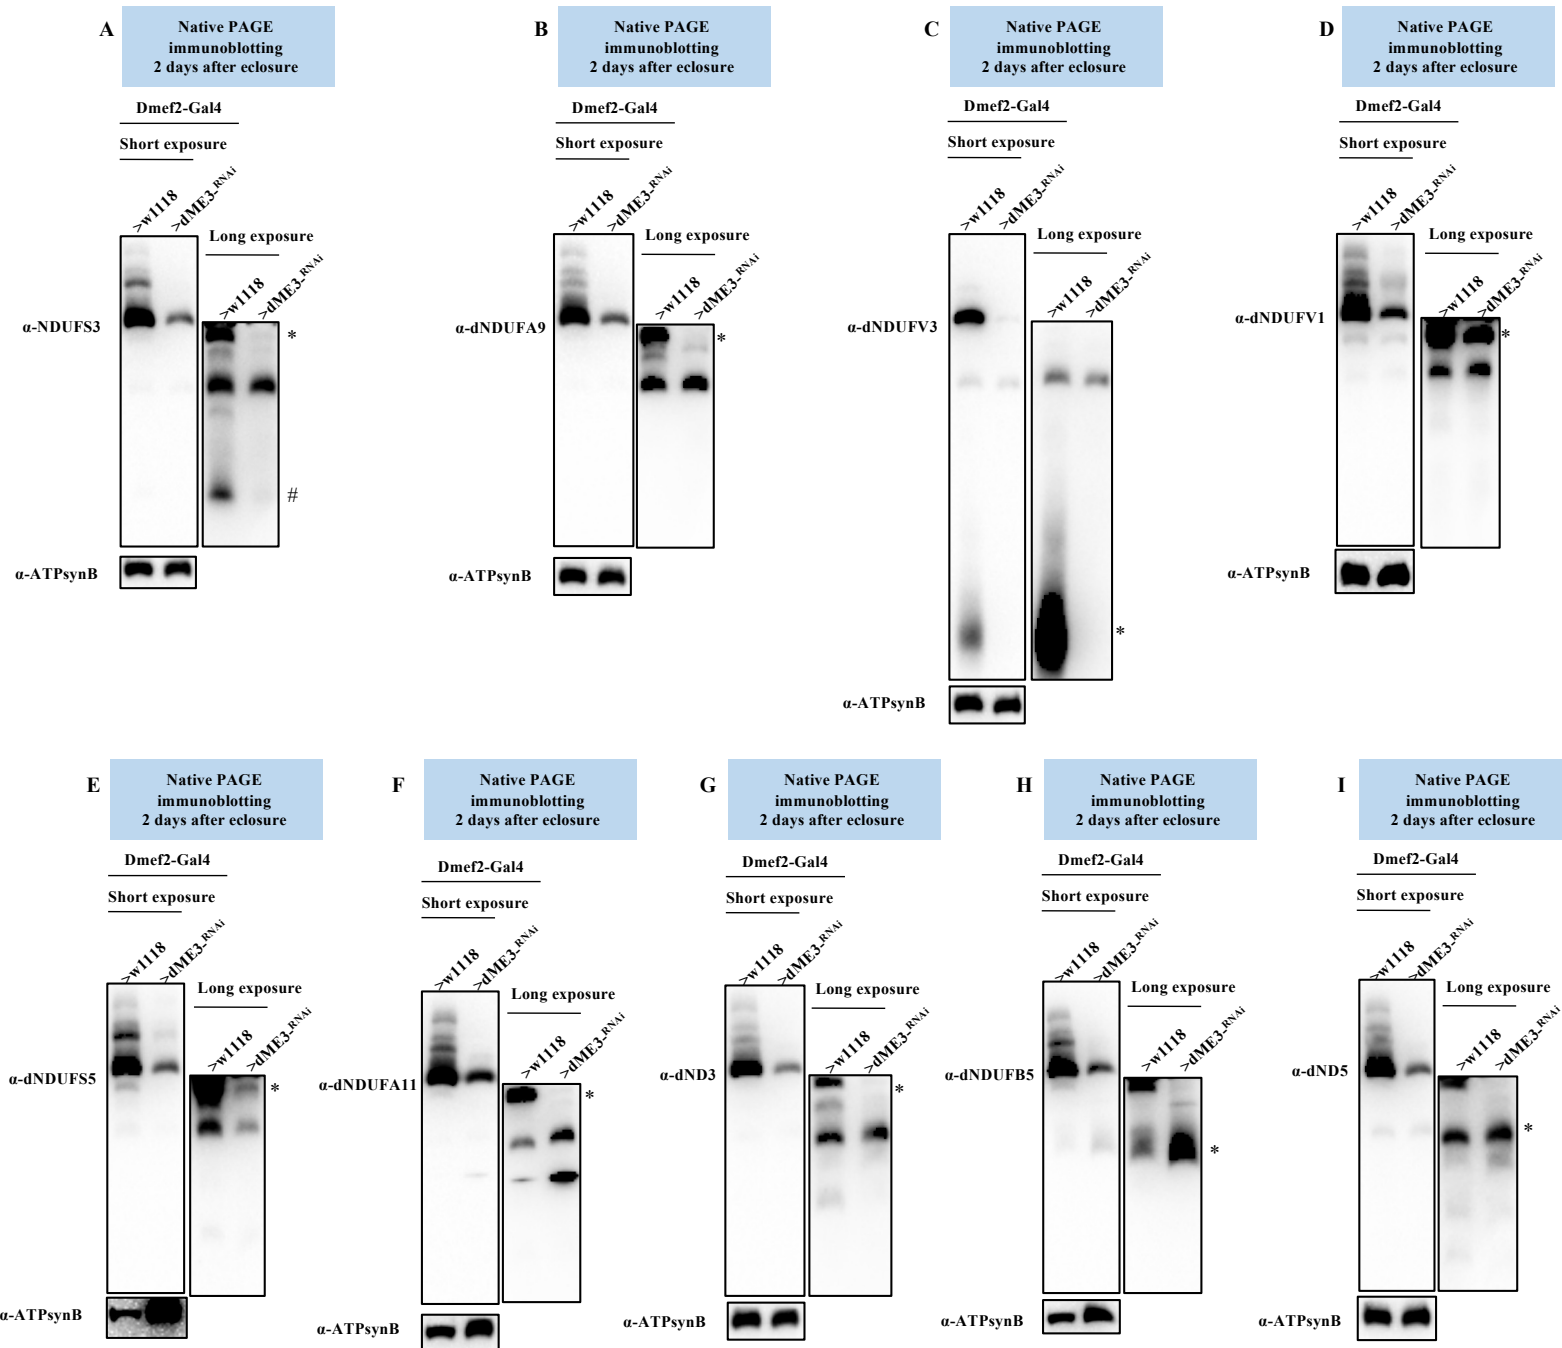 A
Native PAGE
immunoblotting
2 days after eclosure
Dmef2-Gal4
Short exposure
>w1118
>dME3-RNAi
Long exposure
>w1118
>dME3-RNAi
α-NDUFS3
*
#
α-ATPsynB
B
Native PAGE
immunoblotting
2 days after eclosure
Dmef2-Gal4
Short exposure
>w1118
>dME3-RNAi
Long exposure
>w1118
>dME3-RNAi
α-dNDUFA9
*
α-ATPsynB
C
Native PAGE
immunoblotting
2 days after eclosure
Dmef2-Gal4
Short exposure
>w1118
>dME3-RNAi
Long exposure
>w1118
>dME3-RNAi
α-dNDUFV3
*
α-ATPsynB
D
Native PAGE
immunoblotting
2 days after eclosure
Dmef2-Gal4
Short exposure
>w1118
>dME3-RNAi
Long exposure
>w1118
>dME3-RNAi
α-dNDUFV1
*
α-ATPsynB
E
Native PAGE
immunoblotting
2 days after eclosure
Dmef2-Gal4
Short exposure
>w1118
>dME3-RNAi
Long exposure
>w1118
>dME3-RNAi
α-dNDUFS5
*
α-ATPsynB
F
Native PAGE
immunoblotting
2 days after eclosure
Dmef2-Gal4
Short exposure
>w1118
>dME3-RNAi
Long exposure
>w1118
>dME3-RNAi
α-dNDUFA11
*
α-ATPsynB
G
Native PAGE
immunoblotting
2 days after eclosure
Dmef2-Gal4
Short exposure
>w1118
>dME3-RNAi
Long exposure
>w1118
>dME3-RNAi
α-dND3
*
α-ATPsynB
H
Native PAGE
immunoblotting
2 days after eclosure
Dmef2-Gal4
Short exposure
>w1118
>dME3-RNAi
Long exposure
>w1118
>dME3-RNAi
α-dNDUFB5
*
α-ATPsynB
I
Native PAGE
immunoblotting
2 days after eclosure
Dmef2-Gal4
Short exposure
>w1118
>dME3-RNAi
Long exposure
>w1118
>dME3-RNAi
α-dND5
*
α-ATPsynB